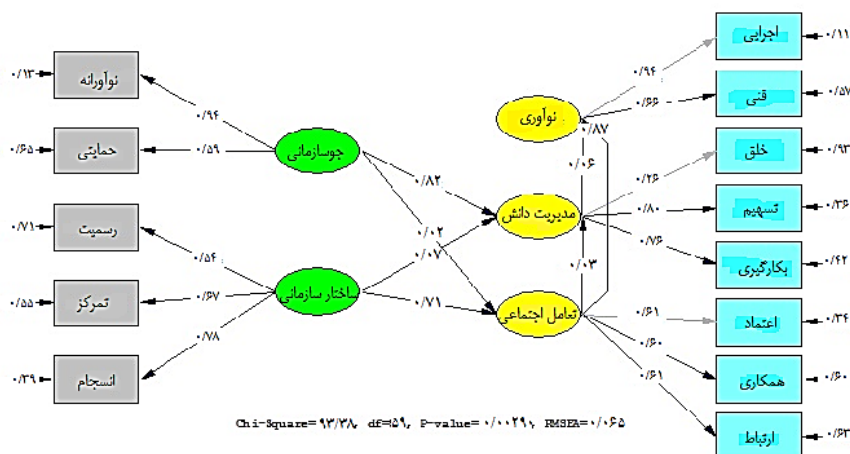 اجرایی
۰/۱۱
نوآورانه
۰/۱۳
۰/۹۴
فنی
۰/۵۷
۰/۶۶
نوآوری
۰/۸۷
۰/۹۴
حمایتی
۰/۶۵
۰/۵۹
جوسازمانی
خلق
۰/۹۳
۰/۲۶
۰/۰۶
۰/۸۲
تسهیم
۰/۳۶
۰/۸۰
مدیریت دانش
رسمیت
۰/۷۱
۰/۵۴
۰/۰۲
۰/۰۷
بکارگیری
۰/۴۲
۰/۷۶
۰/۰۳
ساختار سازمانی
تمرکز
۰/۵۵
۰/۶۷
۰/۷۱
تعامل اجتماعی
اعتماد
۰/۳۴
۰/۶۱
انسجام
۰/۳۹
۰/۷۸
همکاری
۰/۶۰
۰/۶۰
ارتباط
۰/۶۳
۰/۶۱
Chi-Square=۹۳/۳۸, df=۵۹, P-value=۰/۰۰۲۹۰, RMSEA=۰/۰۶۵